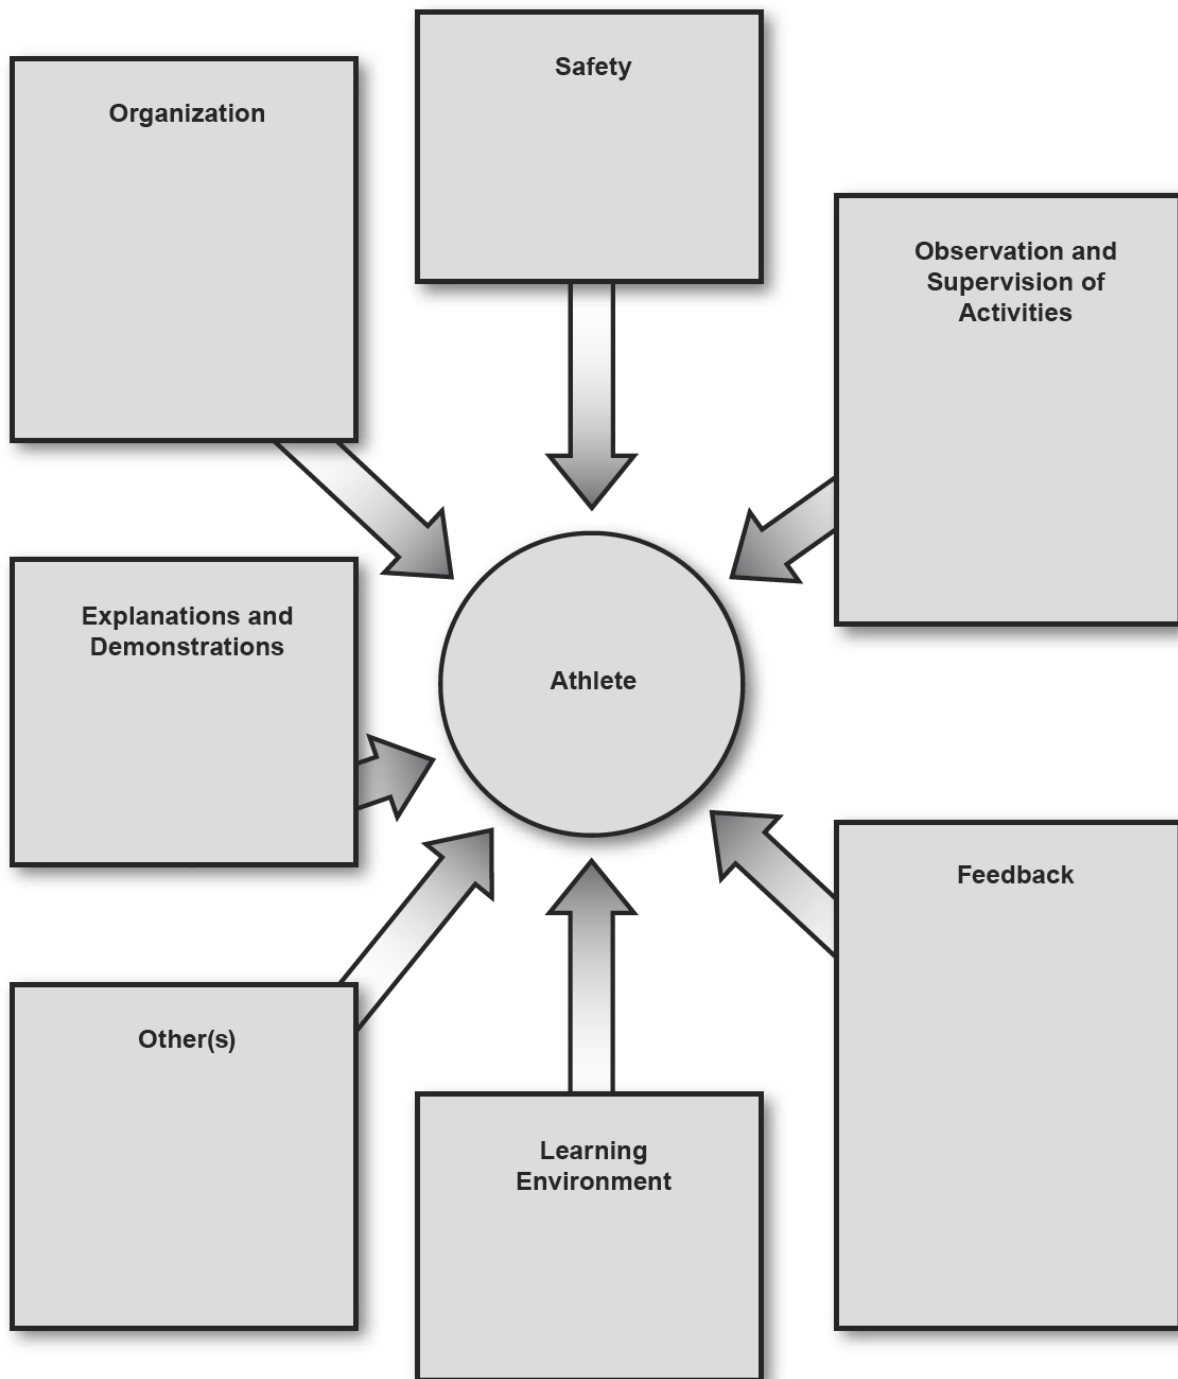 Safety
Organization
Observation and
Supervision of
Activities
Explanations and
Demonstrations
Athlete
Feedback
Other(s)
Learning
Environment